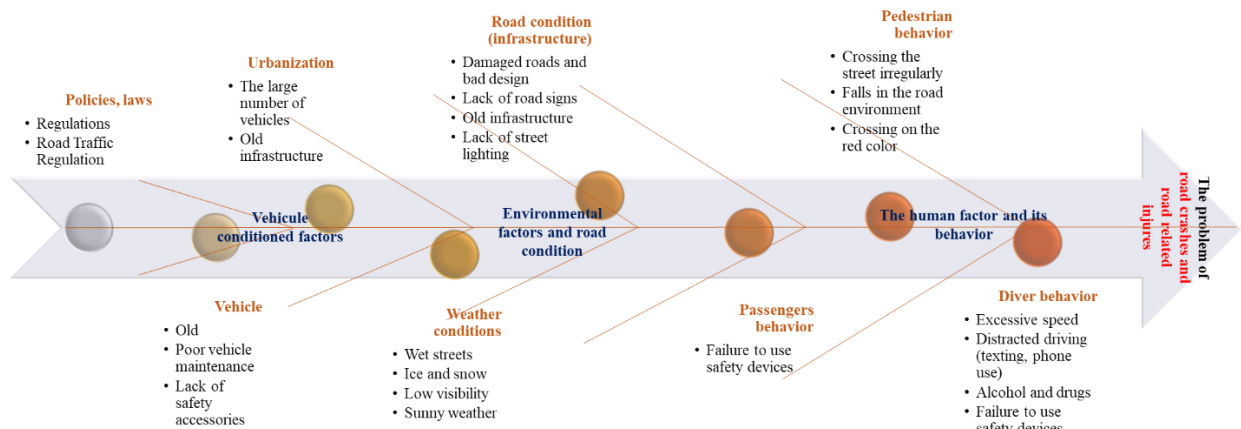 Policies, laws
• Regulations
• Road Traffic
Regulation
Urbanization
• The large
number of
vehicles
• Old
infrastructure
Road condition
(infrastructure)
• Damaged roads and
bad design
• Lack of road signs
• Old infrastructure
• Lack of street
lighting
Pedestrian
behavior
• Crossing the
street irregularly
• Falls in the road
environment
• Crossing on the
red color
Vehicule
conditioned factors
Environmental
factors and road
condition
The human factor and its
behavior
The problem of
road crashes and
road related
injures
Vehicle
• Old
• Poor vehicle
maintenance
• Lack of
safety
accessories
Weather
conditions
• Wet streets
• Ice and snow
• Low visibility
• Sunny weather
Passengers
behavior
• Failure to use
safety devices
Diver behavior
• Excessive speed
• Distracted driving
(texting, phone
use)
• Alcohol and drugs
• Failure to use
safety devices